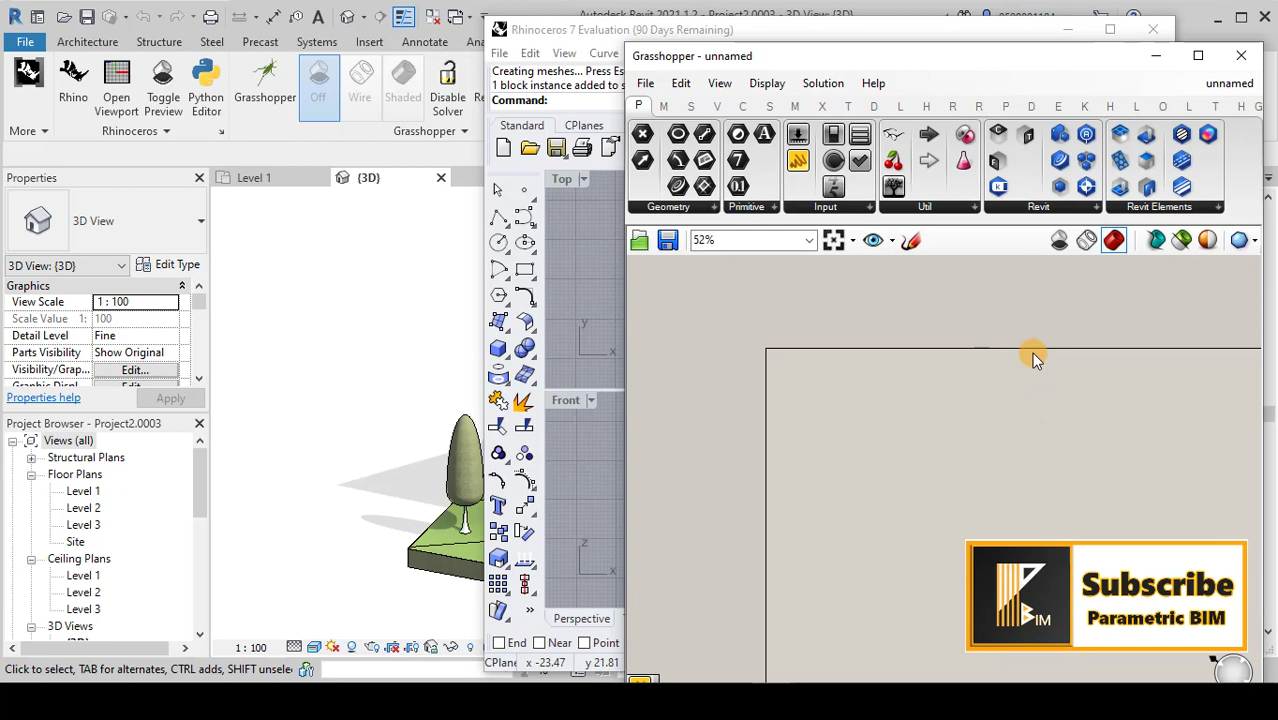 Autodesk Revit 2021.1.2 - Project2.0003 - 3D View: {3D}
File Architecture Structure Steel Precast Systems Insert Annotate
Rhino
Open Viewport
Toggle Preview
Python Editor
Grasshopper
Off
Wire
Shaded
Disable Solver
More
Rhinoceros
Grasshopper
Properties
Level 1
{3D}
3D View
3D View: {3D}
Edit Type
Graphics
View Scale 1 : 100
Scale Value 1: 100
Detail Level Fine
Parts Visibility Show Original
Visibility/Grap... Edit...
Properties help
Apply
Project Browser - Project2.0003
Views (all)
Structural Plans
Floor Plans
Level 1
Level 2
Level 3
Site
Ceiling Plans
Level 1
Level 2
Level 3
3D Views
1 : 100
Click to select, TAB for alternates, CTRL adds, SHIFT unselec
Rhinoceros 7 Evaluation (90 Days Remaining)
File Edit View Curve
Creating meshes... Press Es
1 block instance added to s
Command:
Standard CPlanes
Top
y
x
Front
z
x
Perspective
End Near Point
CPlane x -23.47 y 21.81
Grasshopper - unnamed
File Edit View Display Solution Help unnamed
P M S V C S M X T D L H R P D E K R H L O L T H G
Geometry Primitive Input Util Revit Revit Elements
52%
BIM
Subscribe
Parametric BIM